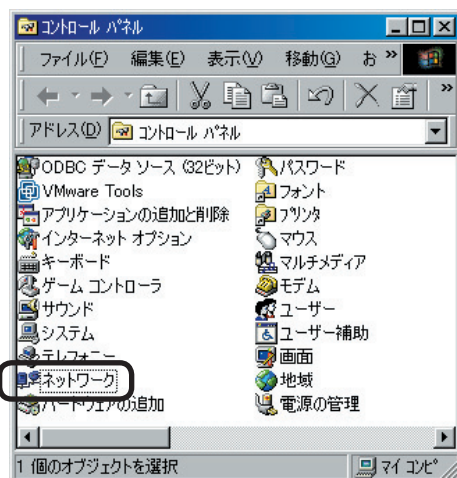 コントロール パネル
ファイル(F) 編集(E) 表示(V) 移動(G) お »
»
アドレス(D) コントロール パネル
ODBC データ ソース (32ビット)
VMware Tools
アプリケーションの追加と削除
インターネット オプション
キーボード
ゲーム コントローラ
サウンド
システム
テレフォニー
ネットワーク
ハードウェアの追加
パスワード
フォント
プリンタ
マウス
マルチメディア
モデム
ユーザー
ユーザー補助
画面
地域
電源の管理
1 個のオブジェクトを選択 マイ コンピ